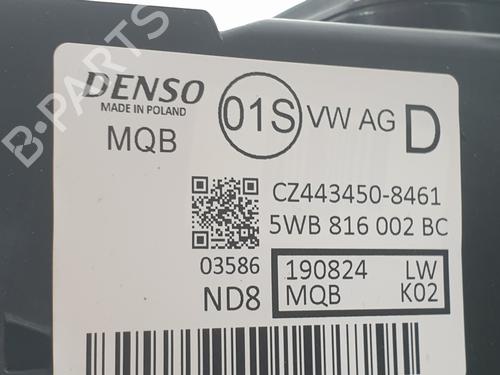 DENSO
MADE IN POLAND
MQB
01S
VW AG
D
CZ443450-8461
5WB 816 002 BC
03586
ND8
190824 LW
MQB K02
B-PARTS